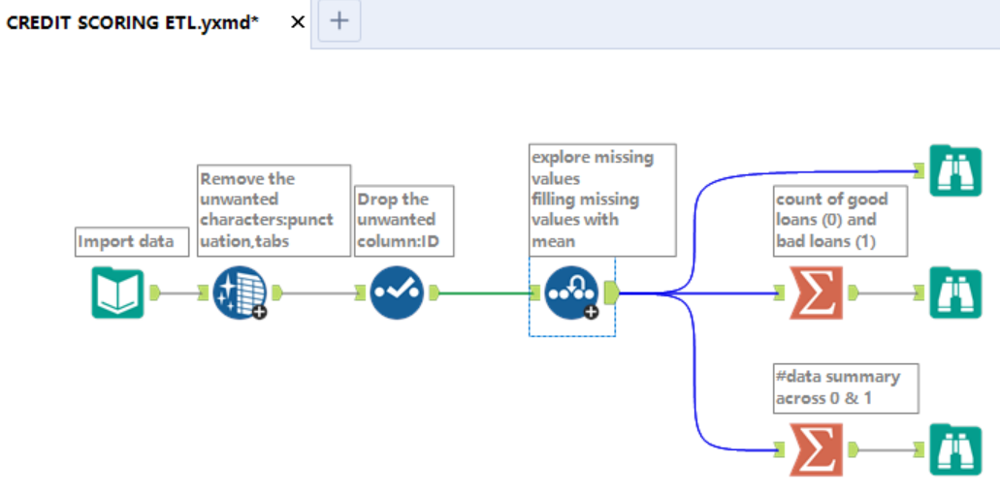 CREDIT SCORING ETL.yxmd*
Import data
Remove the
unwanted
characters:punct
uation,tabs
Drop the
unwanted
column:ID
explore missing
values
filling missing
values with
mean
count of good
loans (0) and
bad loans (1)
#data summary
across 0 & 1